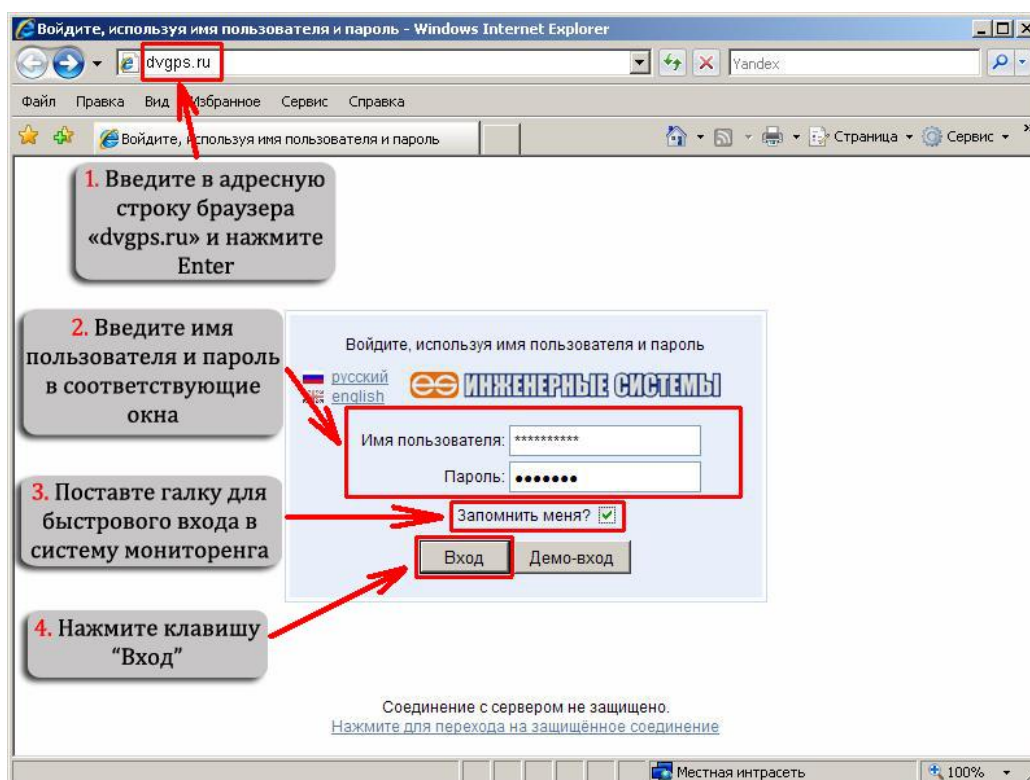 Войдите, используя имя пользователя и пароль - Windows Internet Explorer
dvgps.ru
Yandex
Файл Правка Вид Избранное Сервис Справка
Войдите, используя имя пользователя и пароль
Страница Сервис
1. Введите в адресную
строку браузера
«dvgps.ru» и нажмите
Enter
2. Введите имя
пользователя и пароль
в соответствующие
окна
Войдите, используя имя пользователя и пароль
русский
english
ИНЖЕНЕРНЫЕ СИСТЕМЫ
Имя пользователя: **********
Пароль: •••••••
3. Поставте галку для
быстрового входа в
систему мониторенга
Запомнить меня?
Вход Демо-вход
4. Нажмите клавишу
“Вход”
Соединение с сервером не защищено.
Нажмите для перехода на защищённое соединение
Местная интрасеть
100%